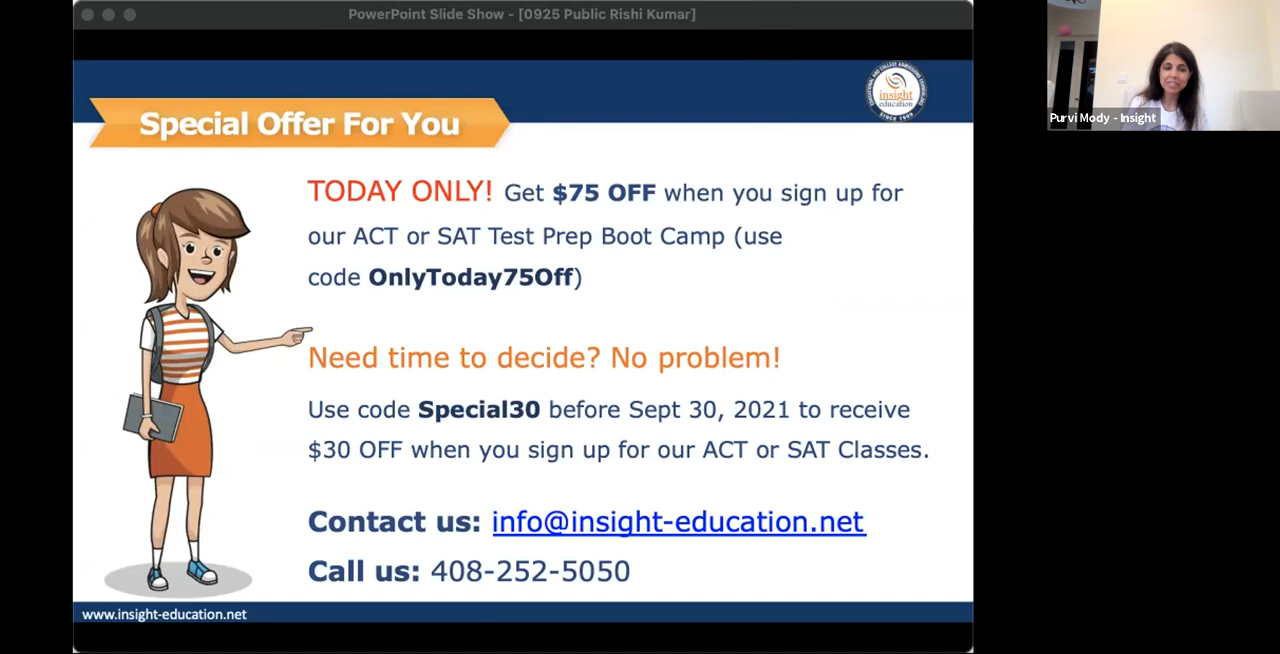 PowerPoint Slide Show - [0925 Public Rishi Kumar]
Purvi Mody - Insight
insight
education
SINCE 1999
Special Offer For You
TODAY ONLY! Get $75 OFF when you sign up for
our ACT or SAT Test Prep Boot Camp (use
code OnlyToday75Off)
Need time to decide? No problem!
Use code Special30 before Sept 30, 2021 to receive
$30 OFF when you sign up for our ACT or SAT Classes.
Contact us: info@insight-education.net
Call us: 408-252-5050
www.insight-education.net